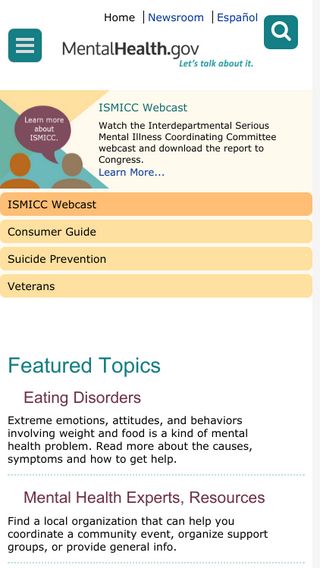 Home | Newsroom | Español
MentalHealth.gov
Let's talk about it.
Learn more
about
ISMICC.
ISMICC Webcast
Watch the Interdepartmental Serious
Mental Illness Coordinating Committee
webcast and download the report to
Congress.
Learn More...
ISMICC Webcast
Consumer Guide
Suicide Prevention
Veterans
Featured Topics
Eating Disorders
Extreme emotions, attitudes, and behaviors
involving weight and food is a kind of mental
health problem. Read more about the causes,
symptoms and how to get help.
Mental Health Experts, Resources
Find a local organization that can help you
coordinate a community event, organize support
groups, or provide general info.